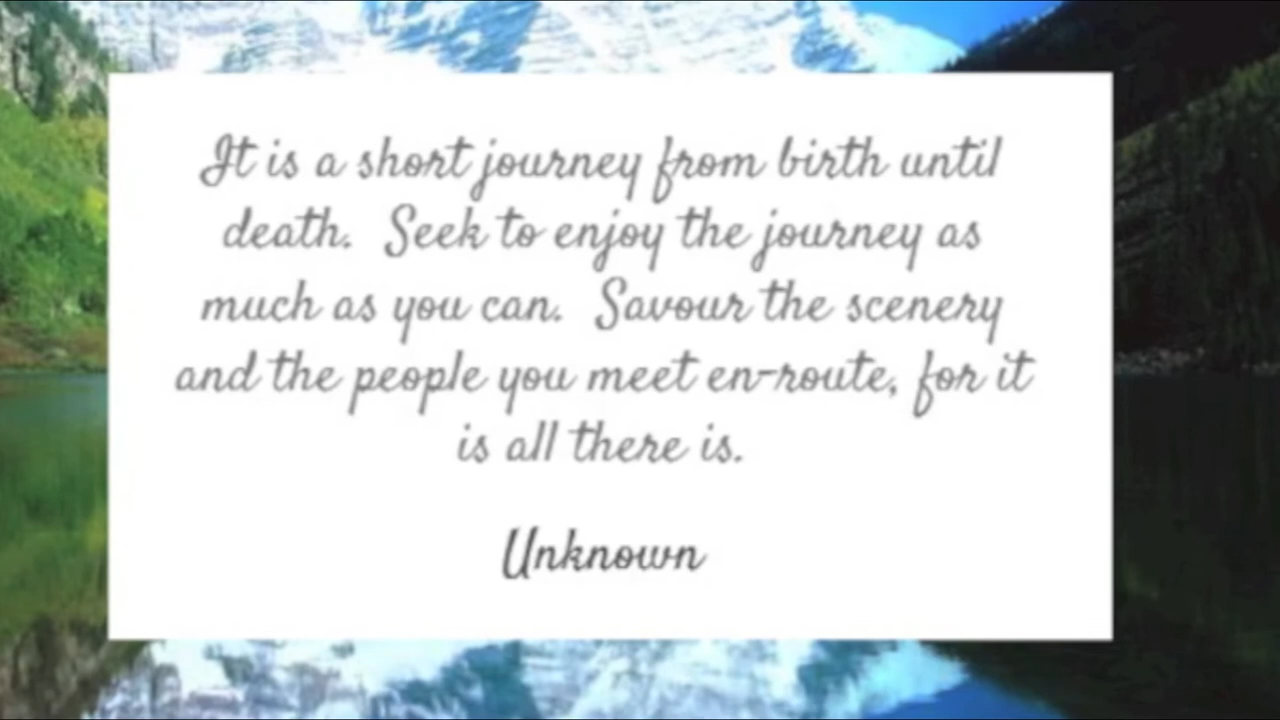 It is a short journey from birth until
death.  Seek to enjoy the journey as
much as you can.  Savour the scenery
and the people you meet en-route, for it
is all there is.
Unknown